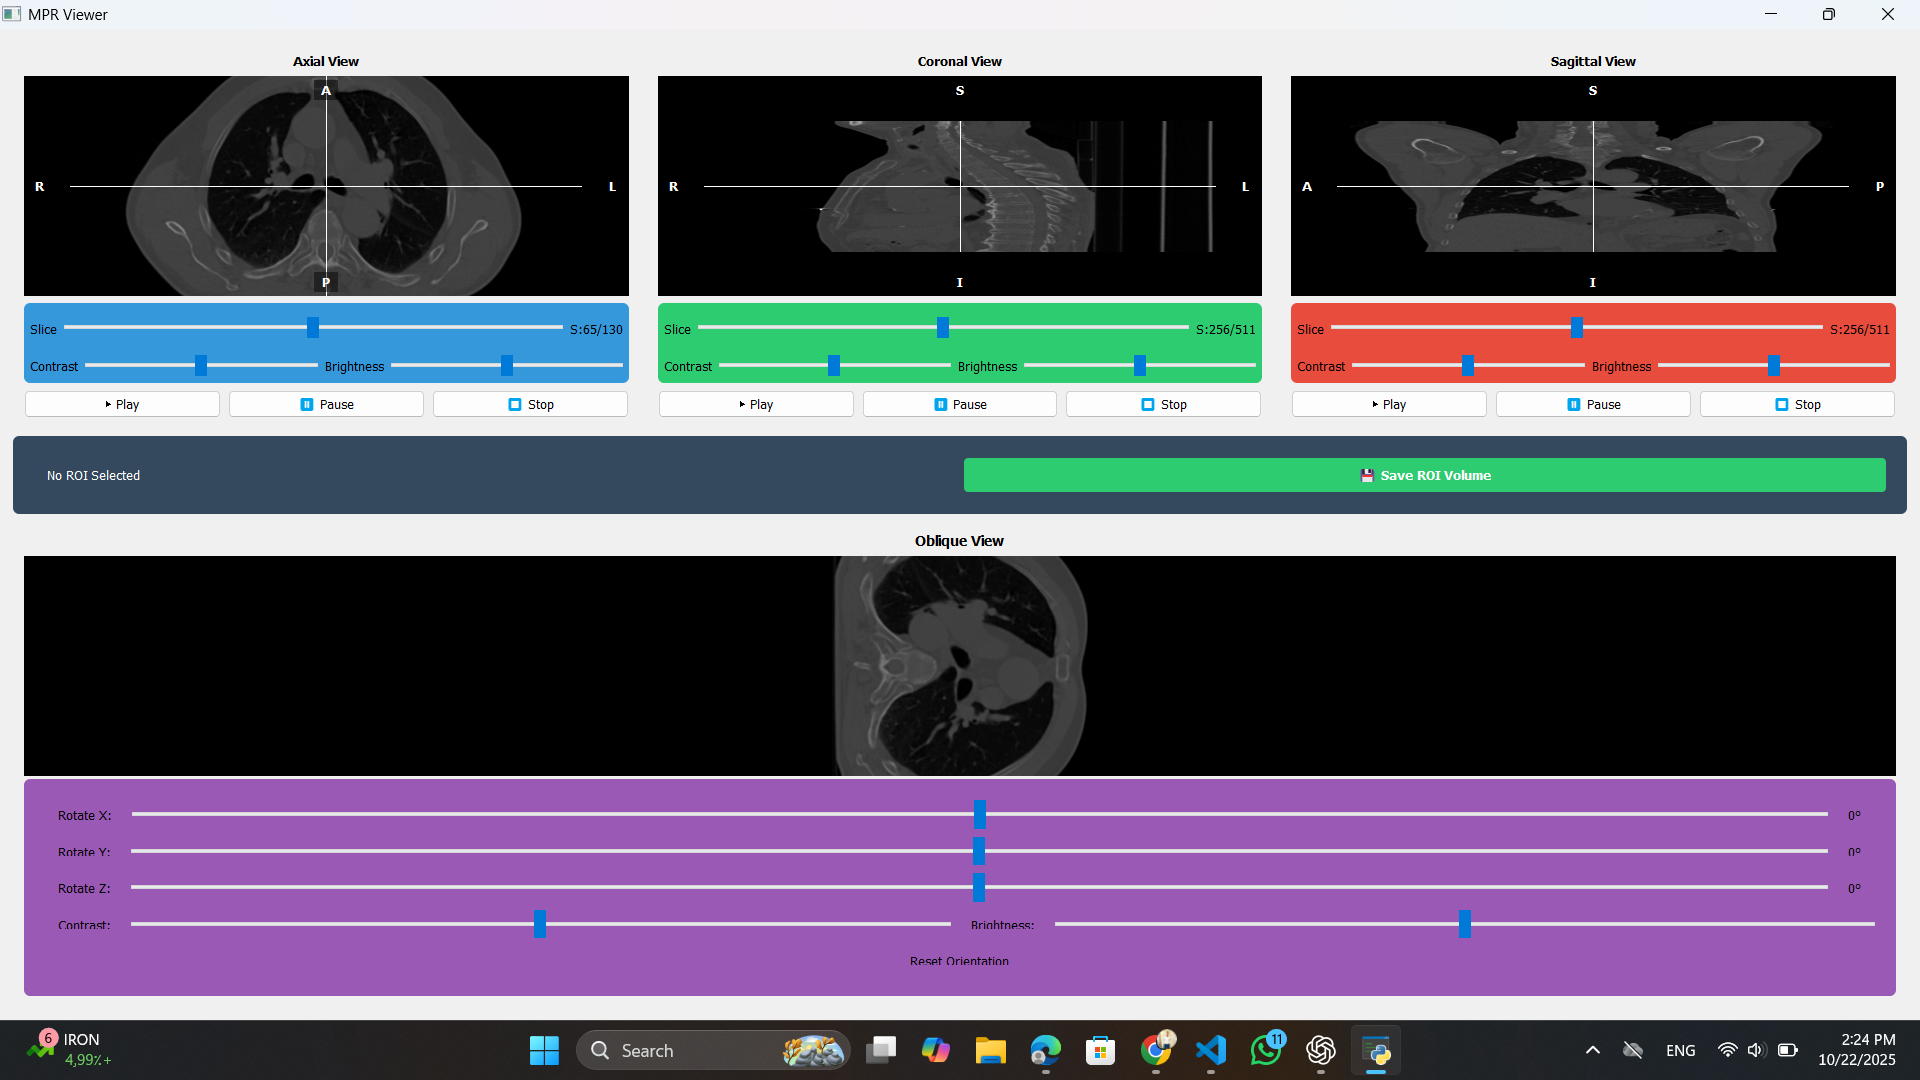 MPR Viewer
Axial View
Coronal View
Sagittal View
A
R
L
P
S
R
L
I
S
A
P
I
Slice S:65/130
Contrast Brightness
Slice S:256/511
Contrast Brightness
Slice S:256/511
Contrast Brightness
Play Pause Stop
Play Pause Stop
Play Pause Stop
No ROI Selected
Save ROI Volume
Oblique View
Rotate X: 0°
Rotate Y: 0°
Rotate Z: 0°
Contrast: Brightness:
Reset Orientation
6 IRON
4,99%+
Search
11
ENG
2:24 PM
10/22/2025